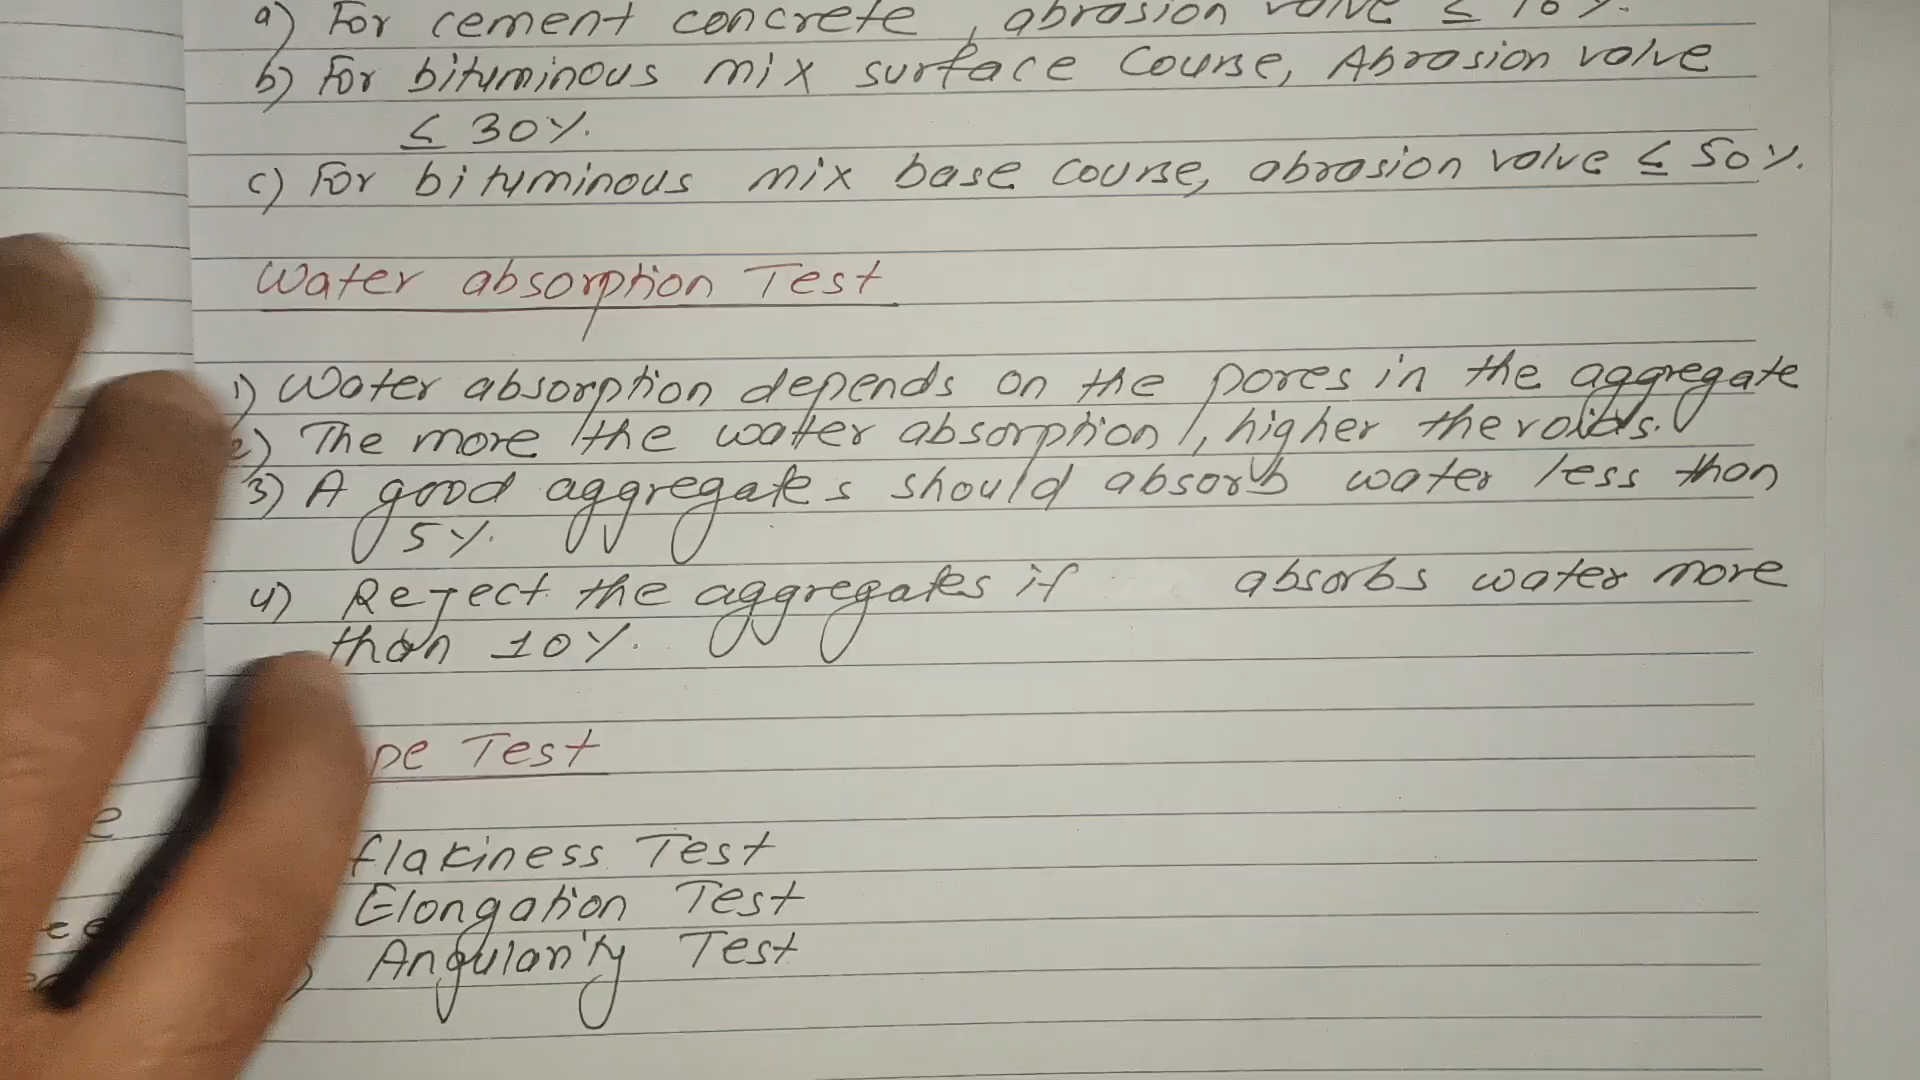 a) For cement concrete, abrasion value ≤
b) For bituminous mix surface course, Abrasion value
≤ 30%.
c) For bituminous mix base course, abrasion value ≤ 50%.
Water absorption Test
1) Water absorption depends on the pores in the aggregate
2) The more the water absorption, higher the voids.
3) A good aggregates should absorb water less than
5%.
4) Reject the aggregates if absorbs water more
than 10%.
pe Test
flakiness Test
Elongation Test
) Angularity Test